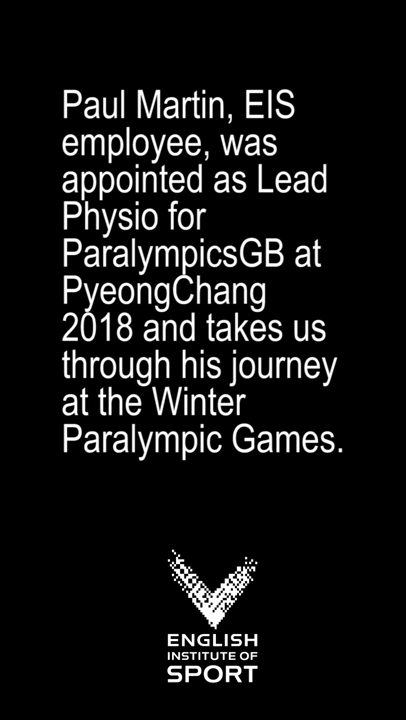 Paul Martin, EIS
employee, was
appointed as Lead
Physio for
ParalympicsGB at
PyeongChang
2018 and takes us
through his journey
at the Winter
Paralympic Games.
ENGLISH
INSTITUTE OF
SPORT